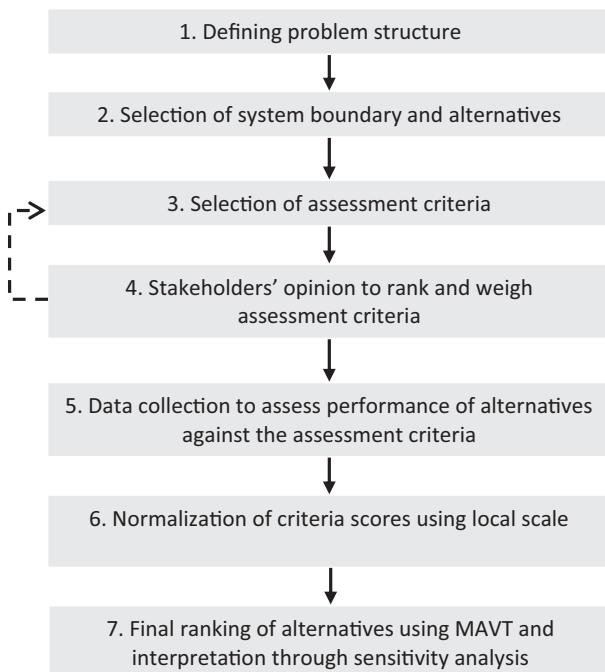 1. Defining problem structure
2. Selection of system boundary and alternatives
3. Selection of assessment criteria
4. Stakeholders’ opinion to rank and weigh
assessment criteria
5. Data collection to assess performance of alternatives
against the assessment criteria
6. Normalization of criteria scores using local scale
7. Final ranking of alternatives using MAVT and
interpretation through sensitivity analysis